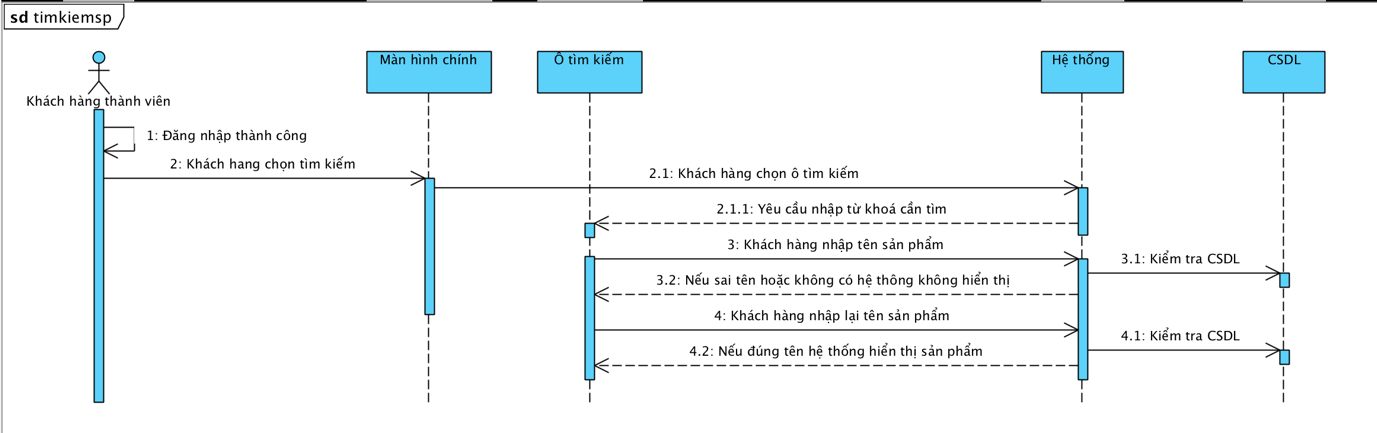 sd timkiemsp
Khách hàng thành viên
Màn hình chính
Ô tìm kiếm
Hệ thống
CSDL
1: Đăng nhập thành công
2: Khách hang chọn tìm kiếm
2.1: Khách hàng chọn ô tìm kiếm
2.1.1: Yêu cầu nhập từ khoá cần tìm
3: Khách hàng nhập tên sản phẩm
3.1: Kiểm tra CSDL
3.2: Nếu sai tên hoặc không có hệ thông không hiển thị
4: Khách hàng nhập lại tên sản phẩm
4.1: Kiểm tra CSDL
4.2: Nếu đúng tên hệ thống hiển thị sản phẩm